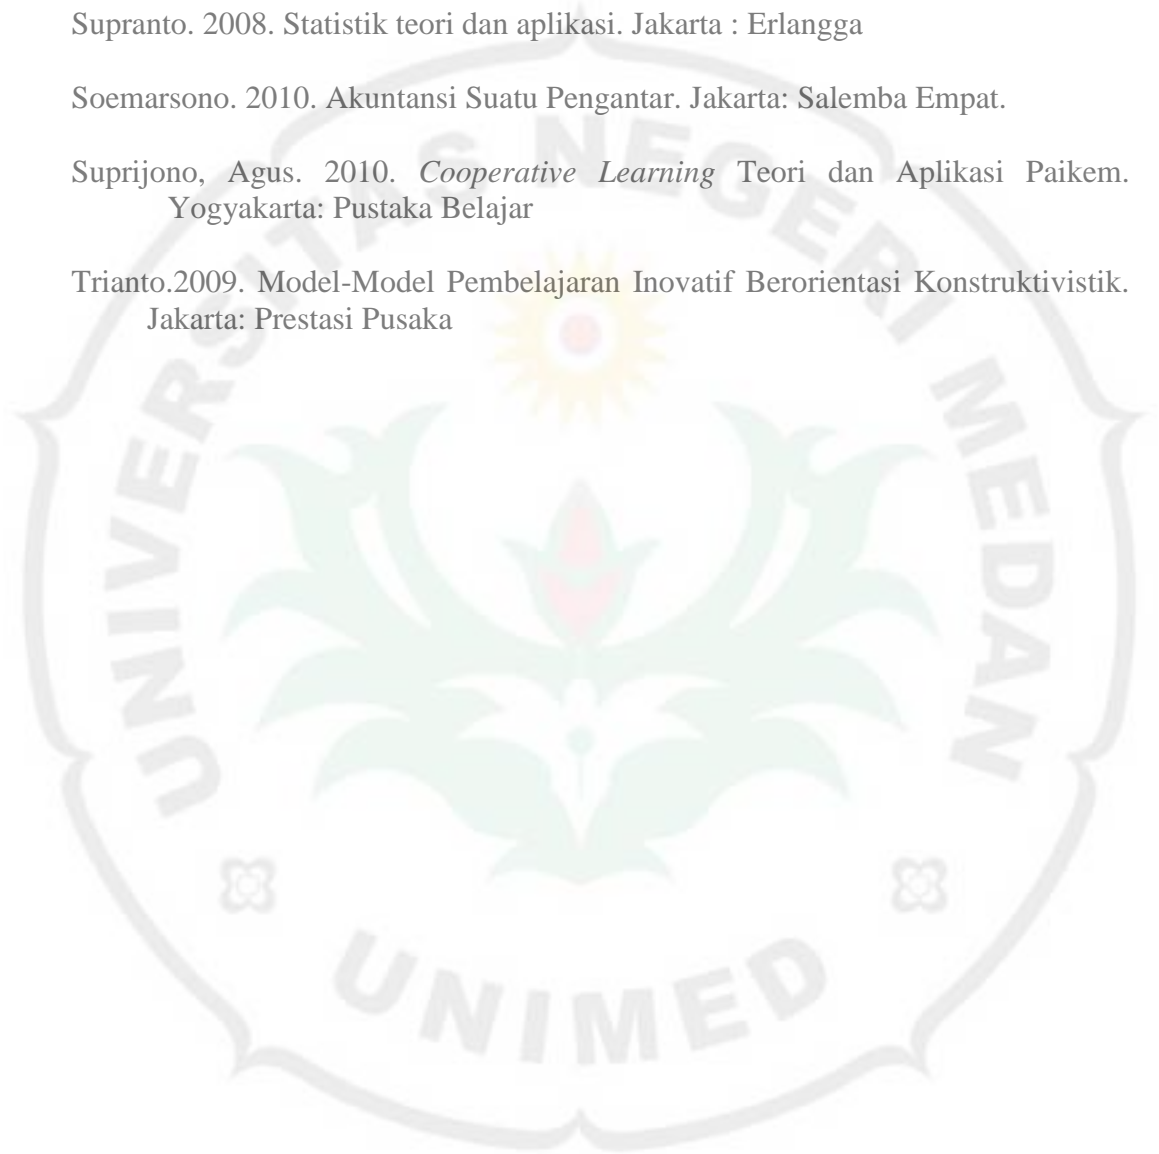 Supranto. 2008. Statistik teori dan aplikasi. Jakarta : Erlangga
Soemarsono. 2010. Akuntansi Suatu Pengantar. Jakarta: Salemba Empat.
Suprijono, Agus. 2010. Cooperative Learning Teori dan Aplikasi Paikem.
Yogyakarta: Pustaka Belajar
Trianto.2009. Model-Model Pembelajaran Inovatif Berorientasi Konstruktivistik.
Jakarta: Prestasi Pusaka
UNIVERSITAS NEGERI MEDAN
UNIMED